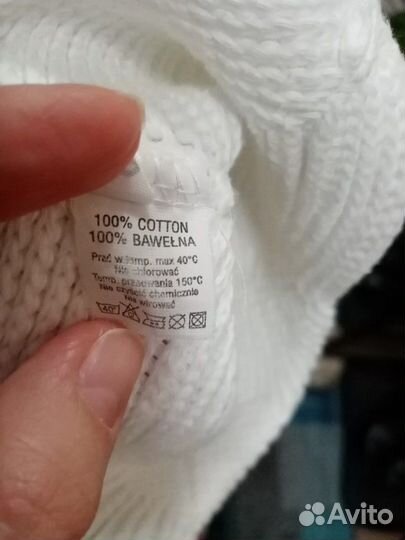 100% COTTON
100% BAWEŁNA
Prać w temp. max 40°C
Nie chlorować
Temp. prasowania 150°C
Nie czyścić chemicznie
Nie wirować
40°
Avito